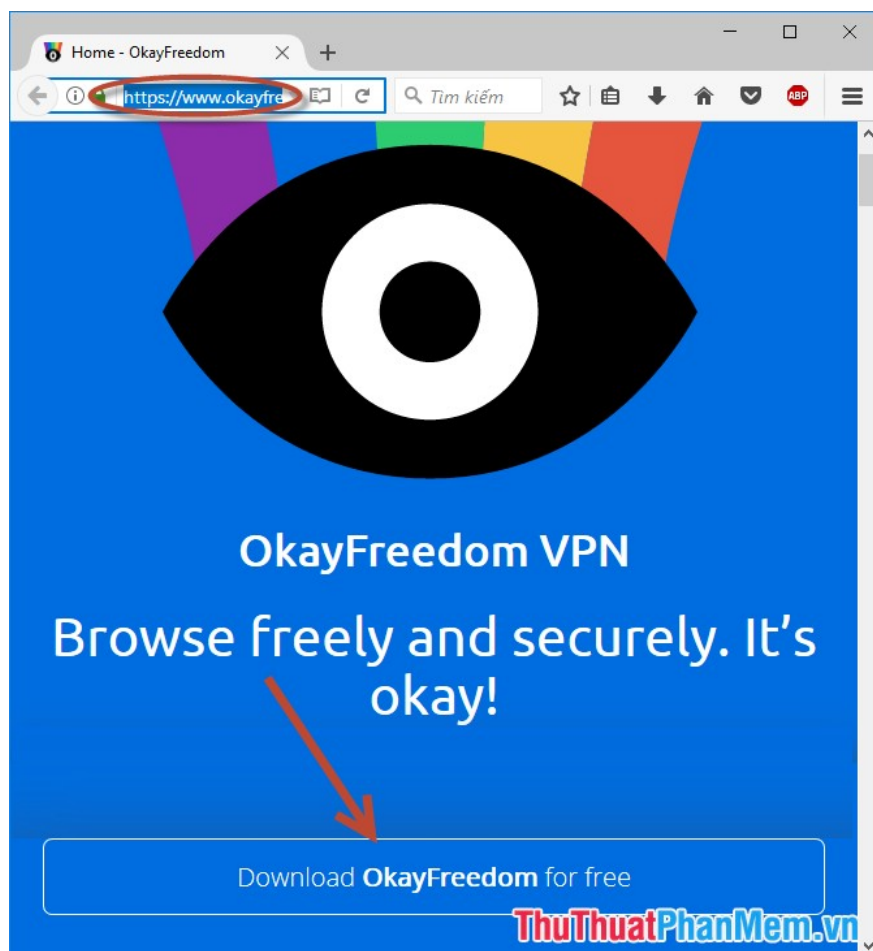 Home - OkayFreedom
https://www.okayfre
Tìm kiếm
ABP
OkayFreedom VPN
Browse freely and securely. It’s
okay!
Download OkayFreedom for free
ThuThuatPhanMem.vn